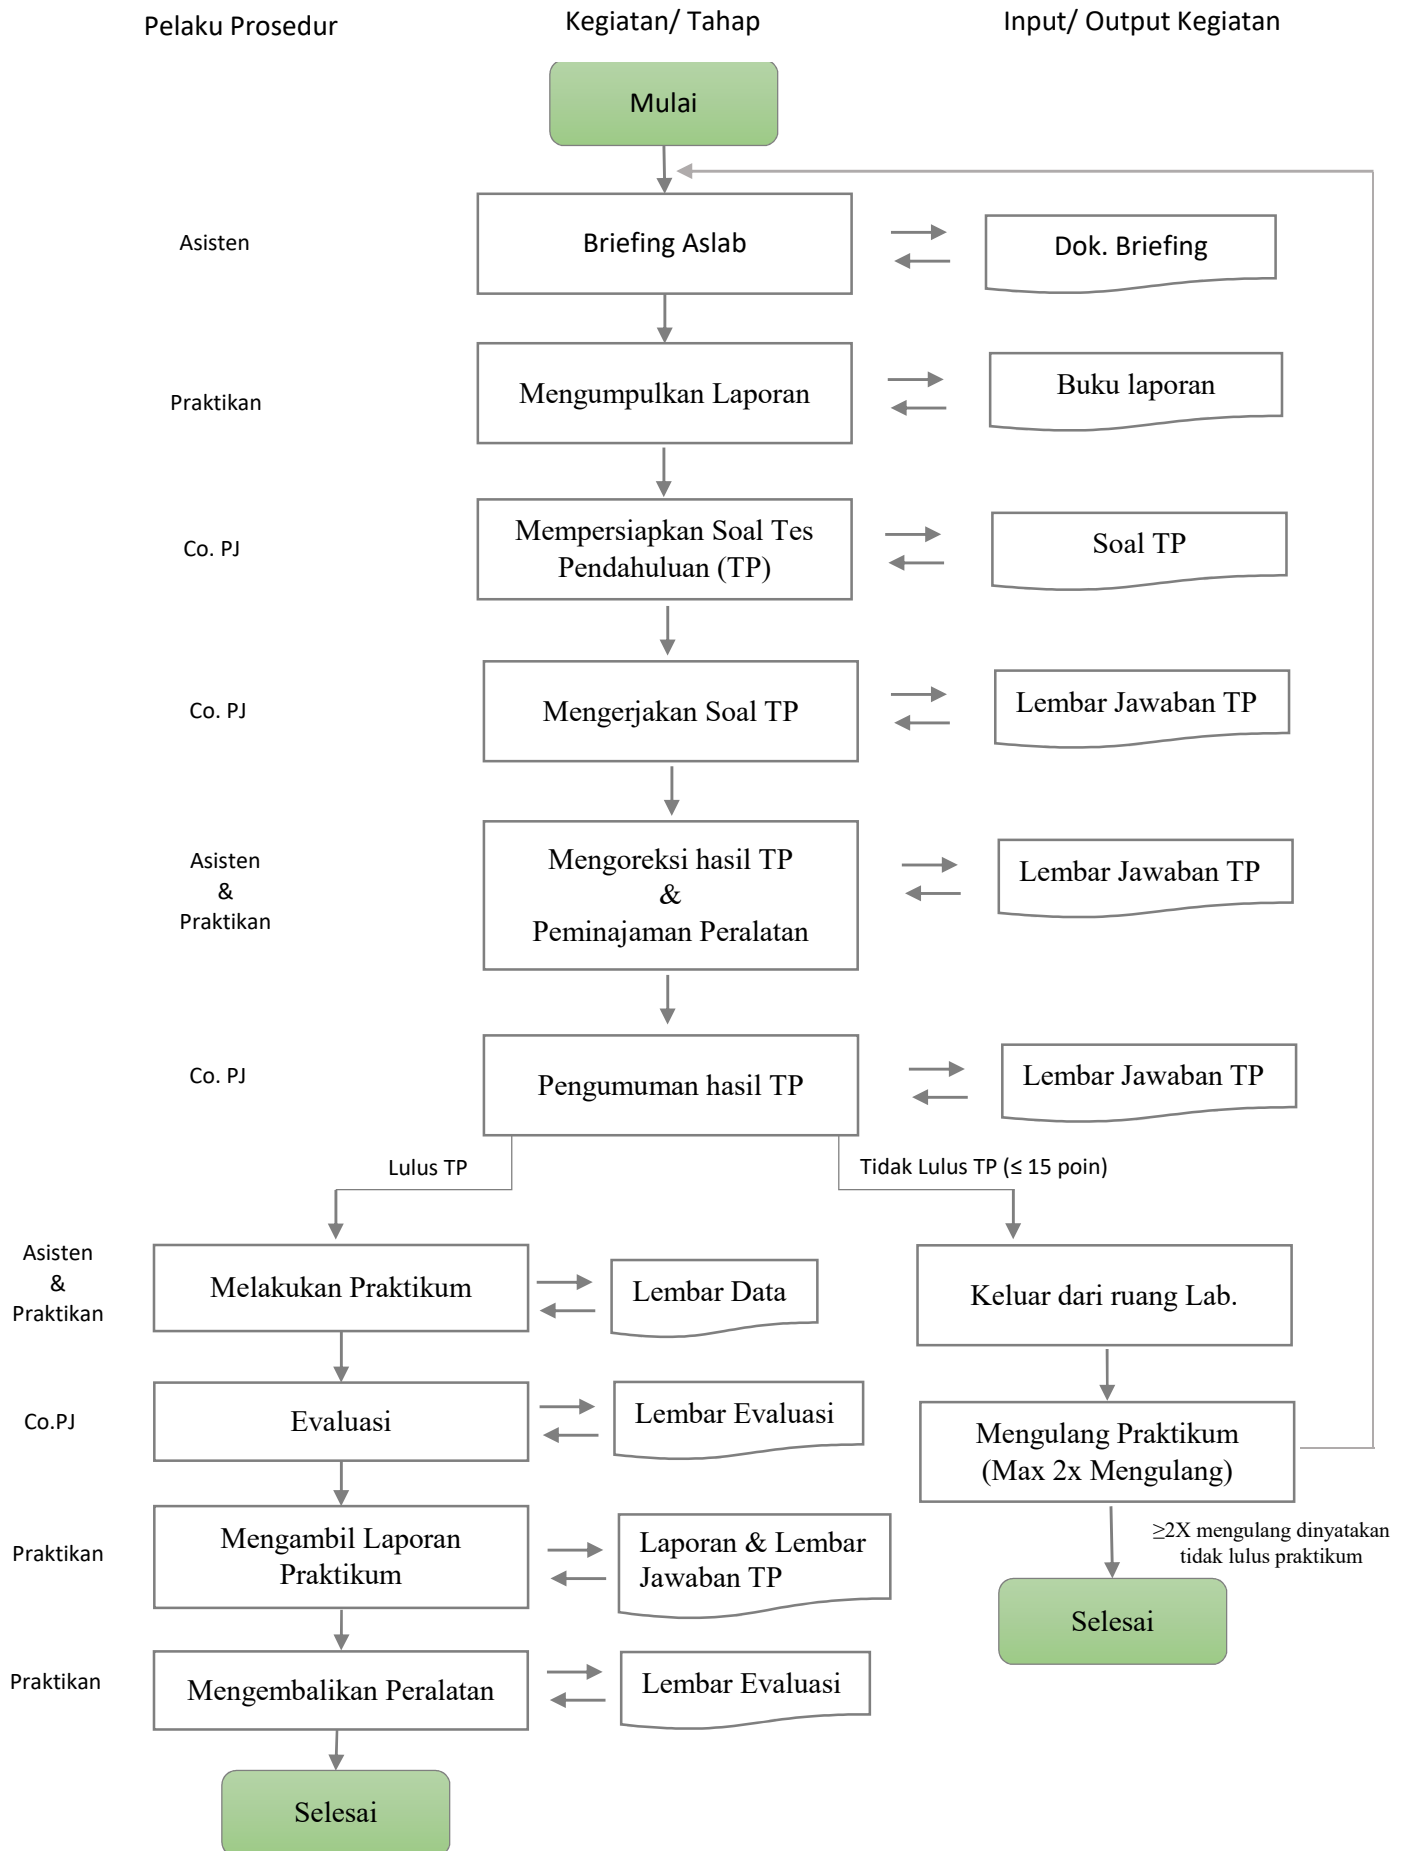 Pelaku Prosedur
Kegiatan/ Tahap
Input/ Output Kegiatan
Mulai
Asisten
Briefing Aslab
Dok. Briefing
Praktikan
Mengumpulkan Laporan
Buku laporan
Co. PJ
Mempersiapkan Soal Tes
Pendahuluan (TP)
Soal TP
Co. PJ
Mengerjakan Soal TP
Lembar Jawaban TP
Asisten
&
Praktikan
Mengoreksi hasil TP
&
Peminajaman Peralatan
Lembar Jawaban TP
Co. PJ
Pengumuman hasil TP
Lembar Jawaban TP
Lulus TP
Tidak Lulus TP (≤ 15 poin)
Asisten
&
Praktikan
Melakukan Praktikum
Lembar Data
Keluar dari ruang Lab.
Co.PJ
Evaluasi
Lembar Evaluasi
Mengulang Praktikum
(Max 2x Mengulang)
Praktikan
Mengambil Laporan
Praktikum
Laporan & Lembar
Jawaban TP
≥2X mengulang dinyatakan
tidak lulus praktikum
Selesai
Praktikan
Mengembalikan Peralatan
Lembar Evaluasi
Selesai